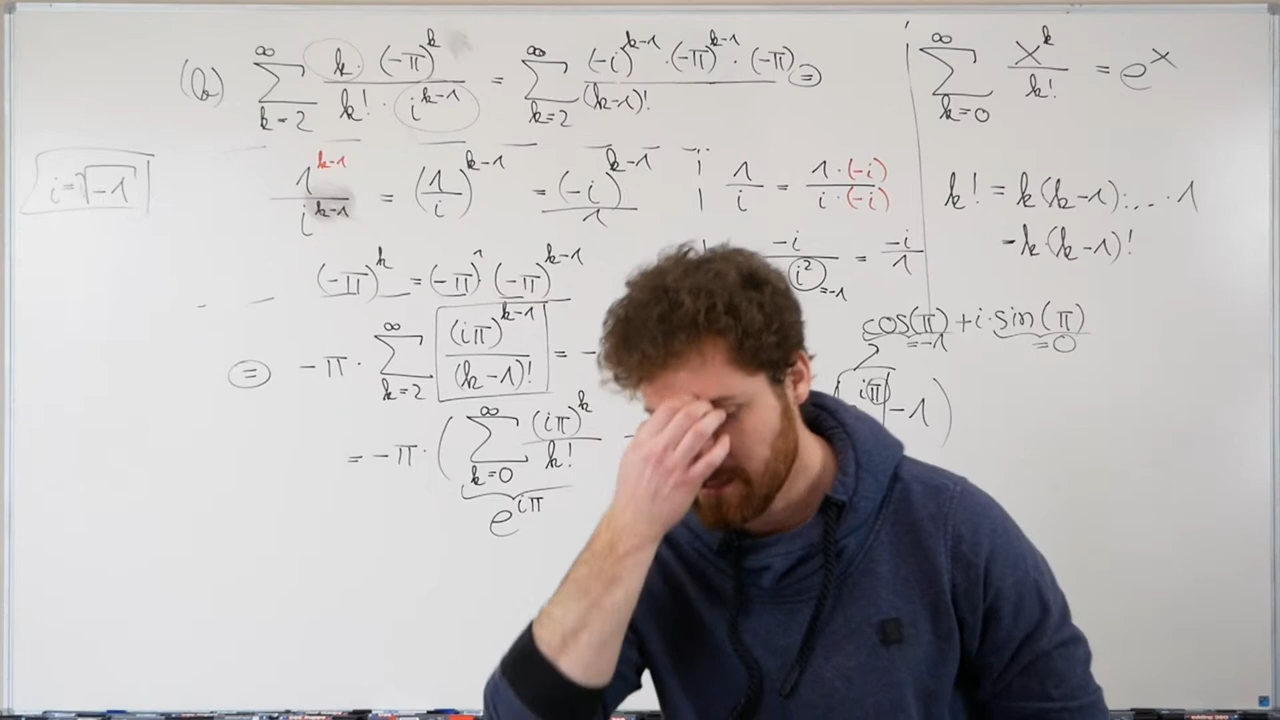 (b) ∞ Σ k=2 k·(-π)^k / k!·i^(k-1) = ∞ Σ k=2 (-i)^(k-1)·(-π)^(k-1)·(-π) / (k-1)! =
∞ Σ k=0 x^k / k! = e^x
i=√-1
1^(k-1) / i^(k-1) = (1/i)^(k-1) = (-i)^(k-1) / 1
1/i = 1·(-i) / i·(-i)
k! = k(k-1)·...·1
-i / i² =-1 = -i/1
= k(k-1)!
(-π)^k = (-π)^1 (-π)^(k-1)
cos(π) =-1 + i·sin(π) =0
= -π· ∞ Σ k=2 (iπ)^(k-1) / (k-1)! = -
iπ -1)
= -π·( ∞ Σ k=0 (iπ)^k / k! -
e^(iπ)